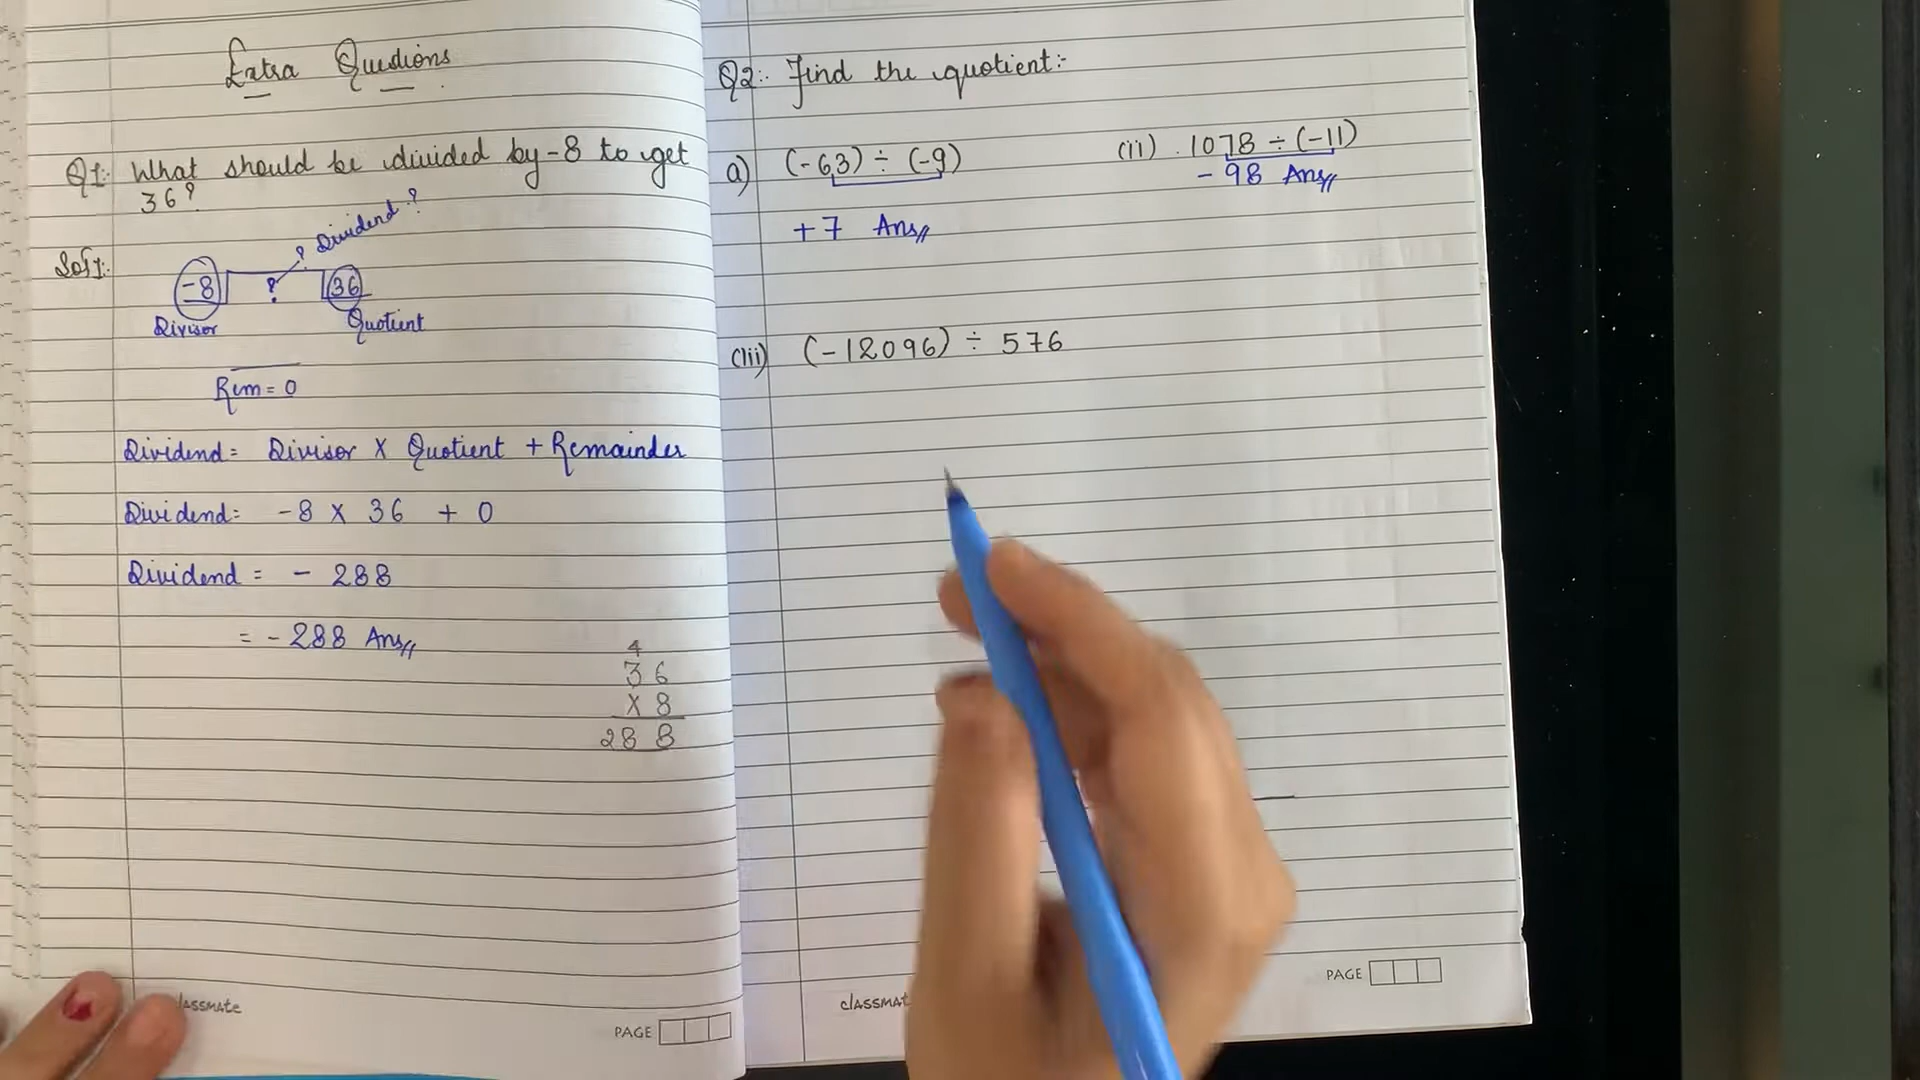 Extra Questions
Q1:- What should be divided by -8 to get
36?
Solⁿ:-
? Dividend?
-8 ? 36
Divisor Quotient
Rem = 0
Dividend = Divisor X Quotient + Remainder
Dividend = -8 X 36 + 0
Dividend = - 288
= - 288 Ans//
4
36
X 8
288
classmate
PAGE
Q2:- Find the quotient:-
a) (-63) ÷ (-9)
+7 Ans//
(ii) 1078 ÷ (-11)
- 98 Ans//
(iii) (-12096) ÷ 576
classmat
PAGE